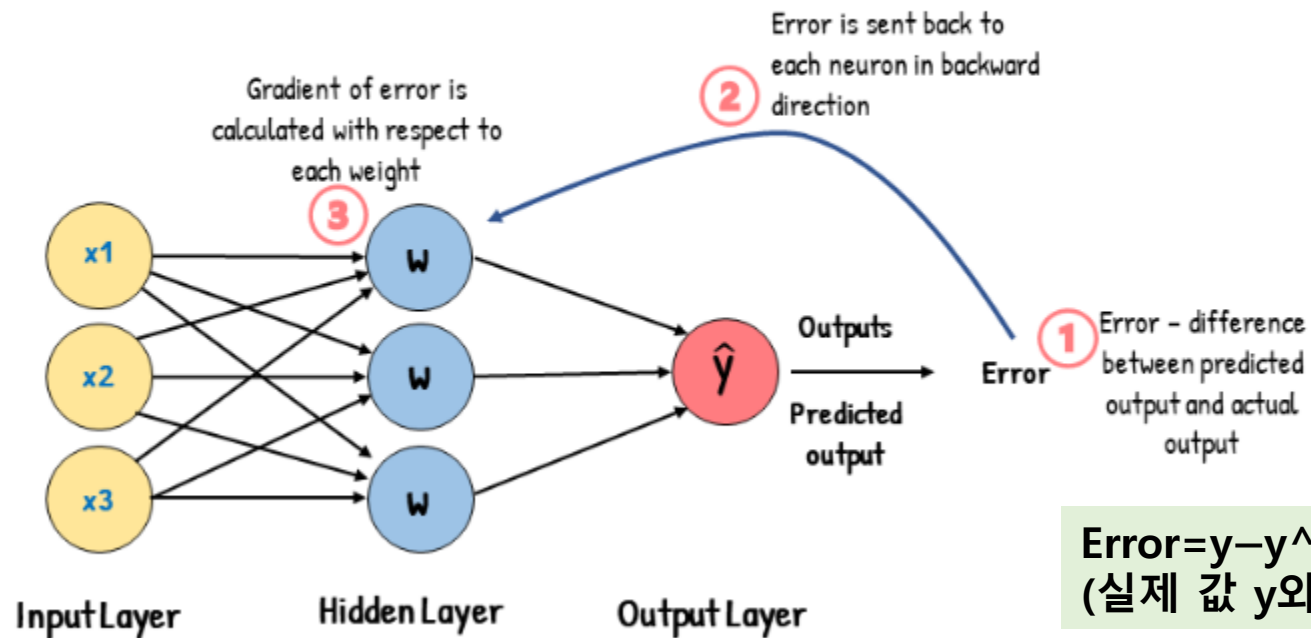 Error is sent back to
each neuron in backward
direction
2
Gradient of error is
calculated with respect to
each weight
3
x1
w
x2
w
x3
w
ŷ
Outputs
Predicted
output
Error
1
Error – difference
between predicted
output and actual
output
Error=y−y^
(실제 값 y와
Input Layer
Hidden Layer
Output Layer